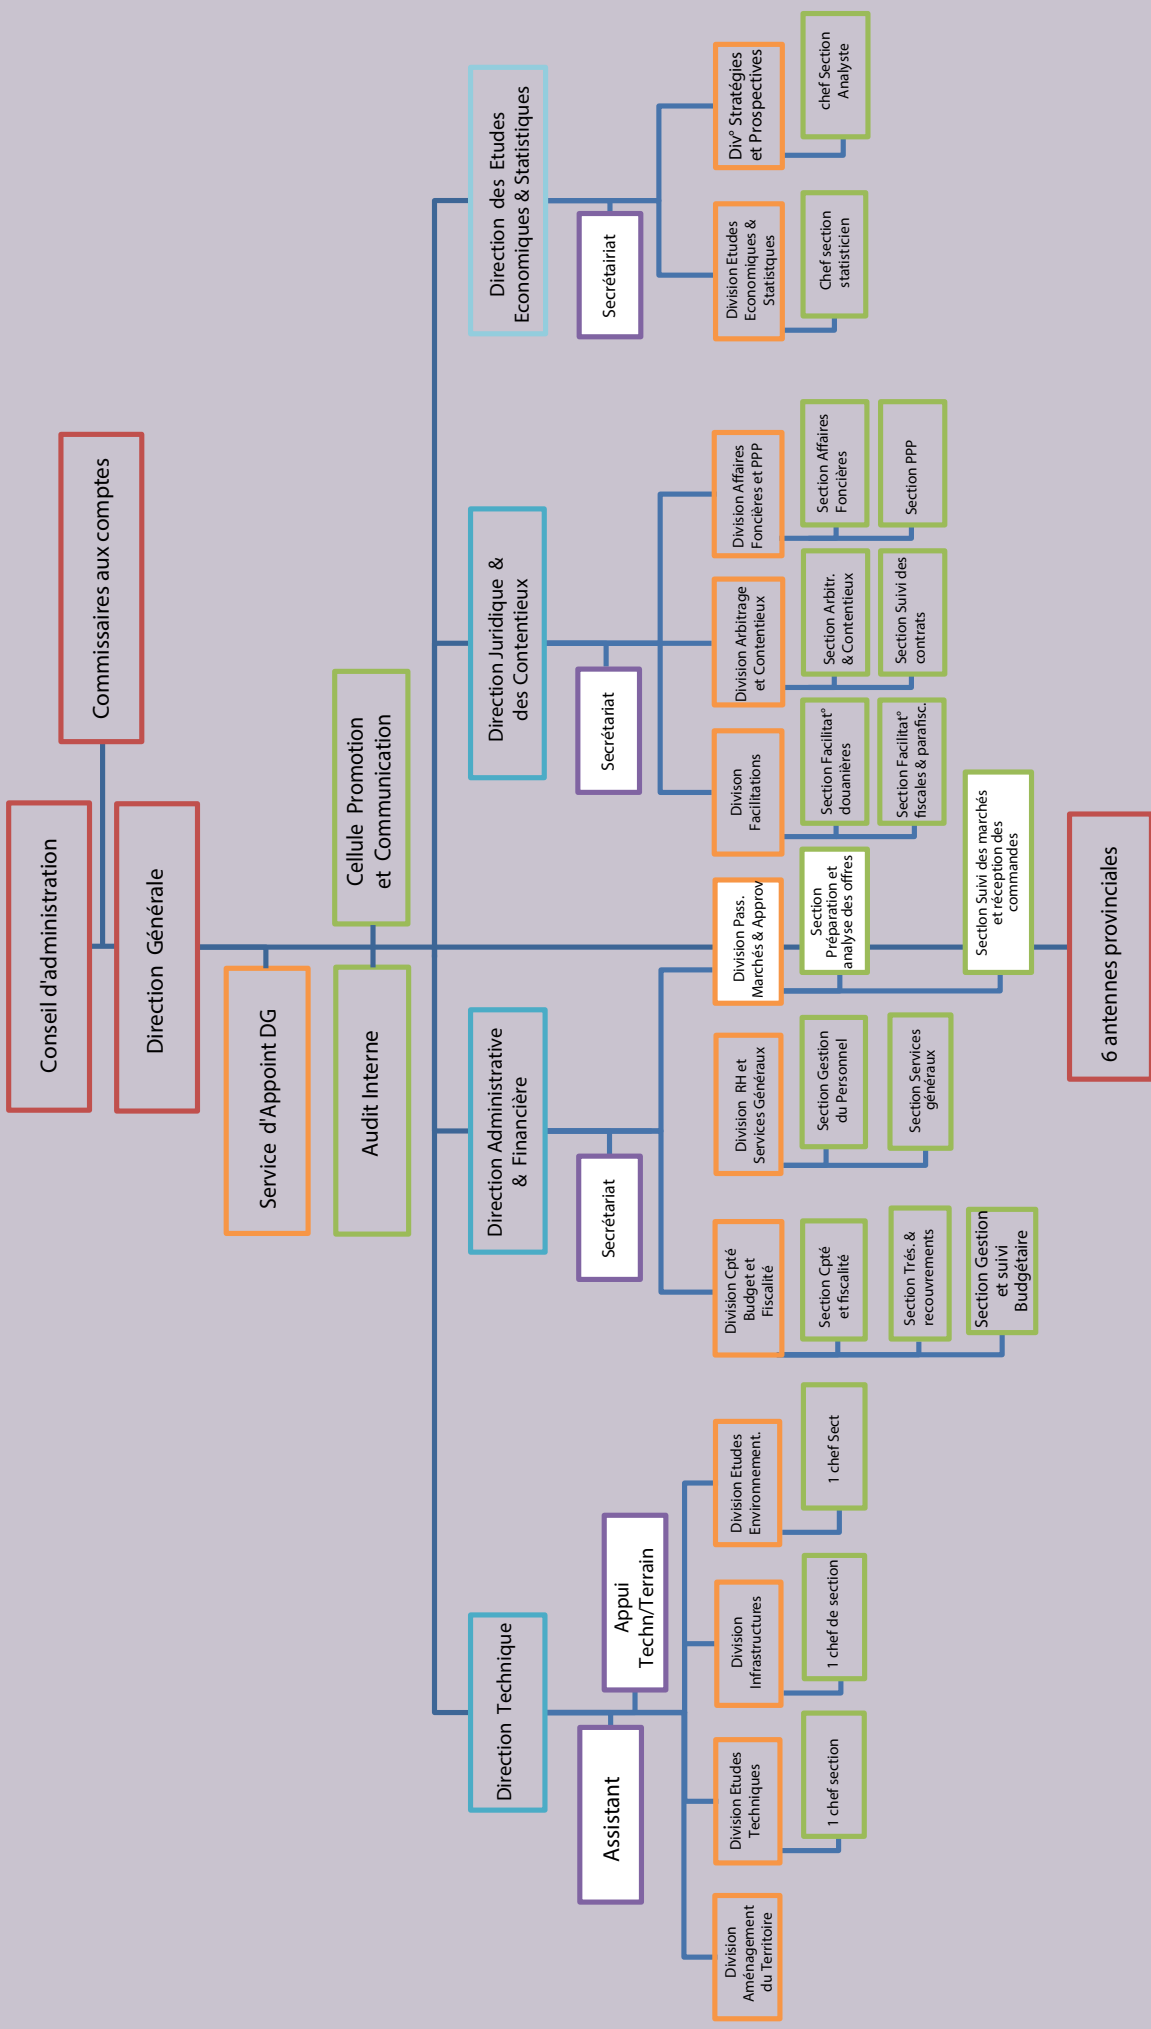 Conseil d'administration
Commissaires aux comptes
Direction Générale
Service d'Appoint DG
Audit Interne
Cellule Promotion
et Communication
Direction Technique
Assistant
Appui
Techn/Terrain
Division
Aménagement
du Territoire
Division Etudes
Techniques
1 chef section
Division
Infrastructures
1 chef de section
Division Etudes
Environnement.
1 chef Sect
Direction Administrative
& Financière
Secrétariat
Division Cpté
Budget et
Fiscalité
Section Cpté
et fiscalité
Section Trés. &
recouvrements
Section Gestion
et suivi
Budgétaire
Division RH et
Services Généraux
Section Gestion
du Personnel
Section Services
généraux
Division Pass.
Marchés & Approv
Section
Préparation et
analyse des offres
Section Suivi des marchés
et réception des
commandes
Direction Juridique &
des Contentieux
Secrétariat
Divison
Facilitations
Section Facilitat°
douanières
Section Facilitat°
fiscales & parafisc.
Division Arbitrage
et Contentieux
Section Arbitr.
& Contentieux
Section Suivi des
contrats
Division Affaires
Foncières et PPP
Section Affaires
Foncières
Section PPP
Direction des Etudes
Economiques & Statistiques
Secrétairiat
Division Etudes
Economiques &
Statistques
Chef section
statisticien
Div° Stratégies
et Prospectives
chef Section
Analyste
6 antennes provinciales